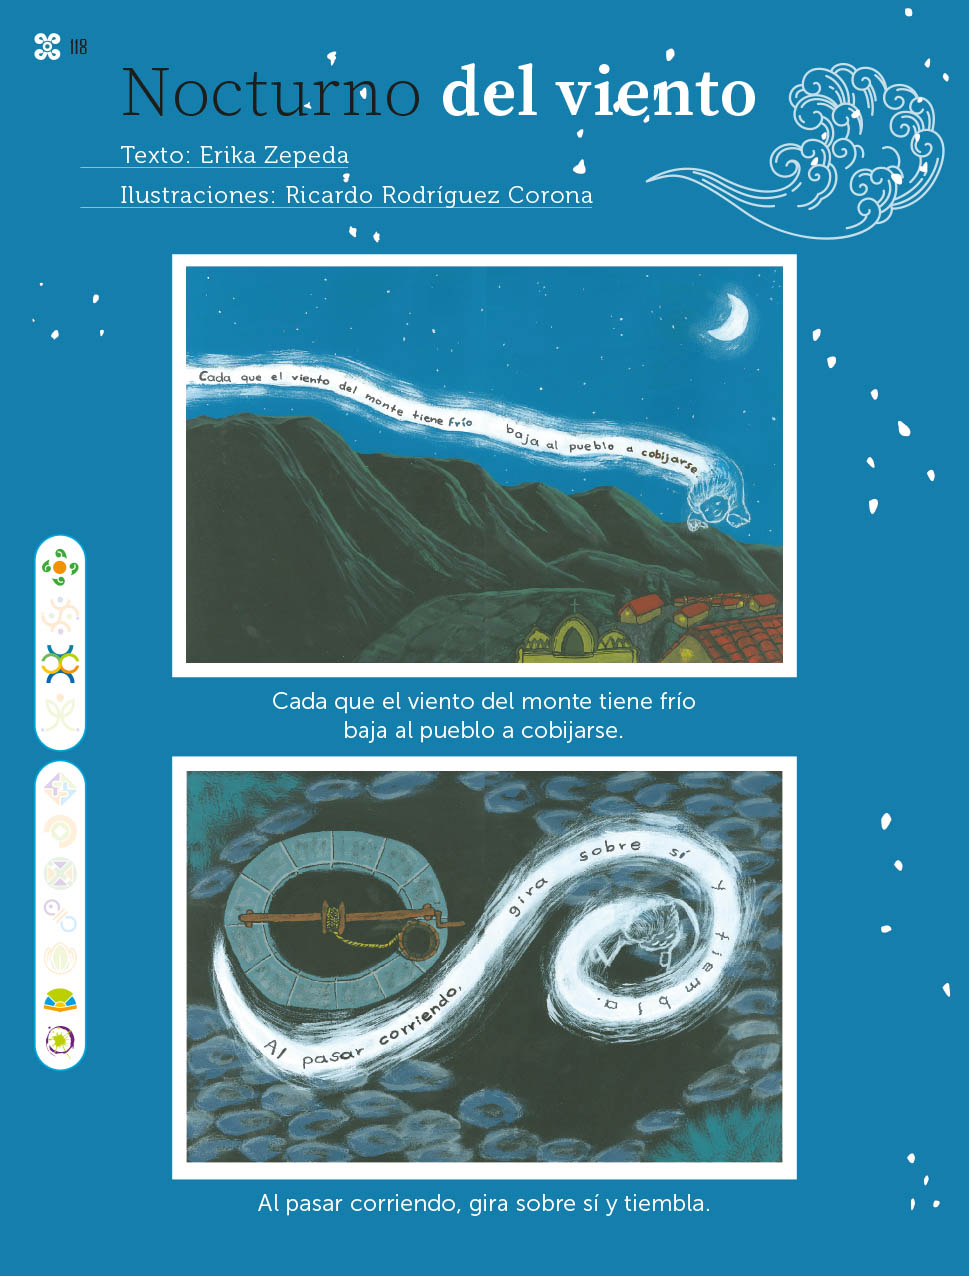 118
Nocturno del viento
Texto: Erika Zepeda
Ilustraciones: Ricardo Rodríguez Corona
Cada que el viento del monte tiene frío baja al pueblo a cobijarse.
Cada que el viento del monte tiene frío
baja al pueblo a cobijarse.
Al pasar corriendo, gira sobre sí y tiembla.
Al pasar corriendo, gira sobre sí y tiembla.